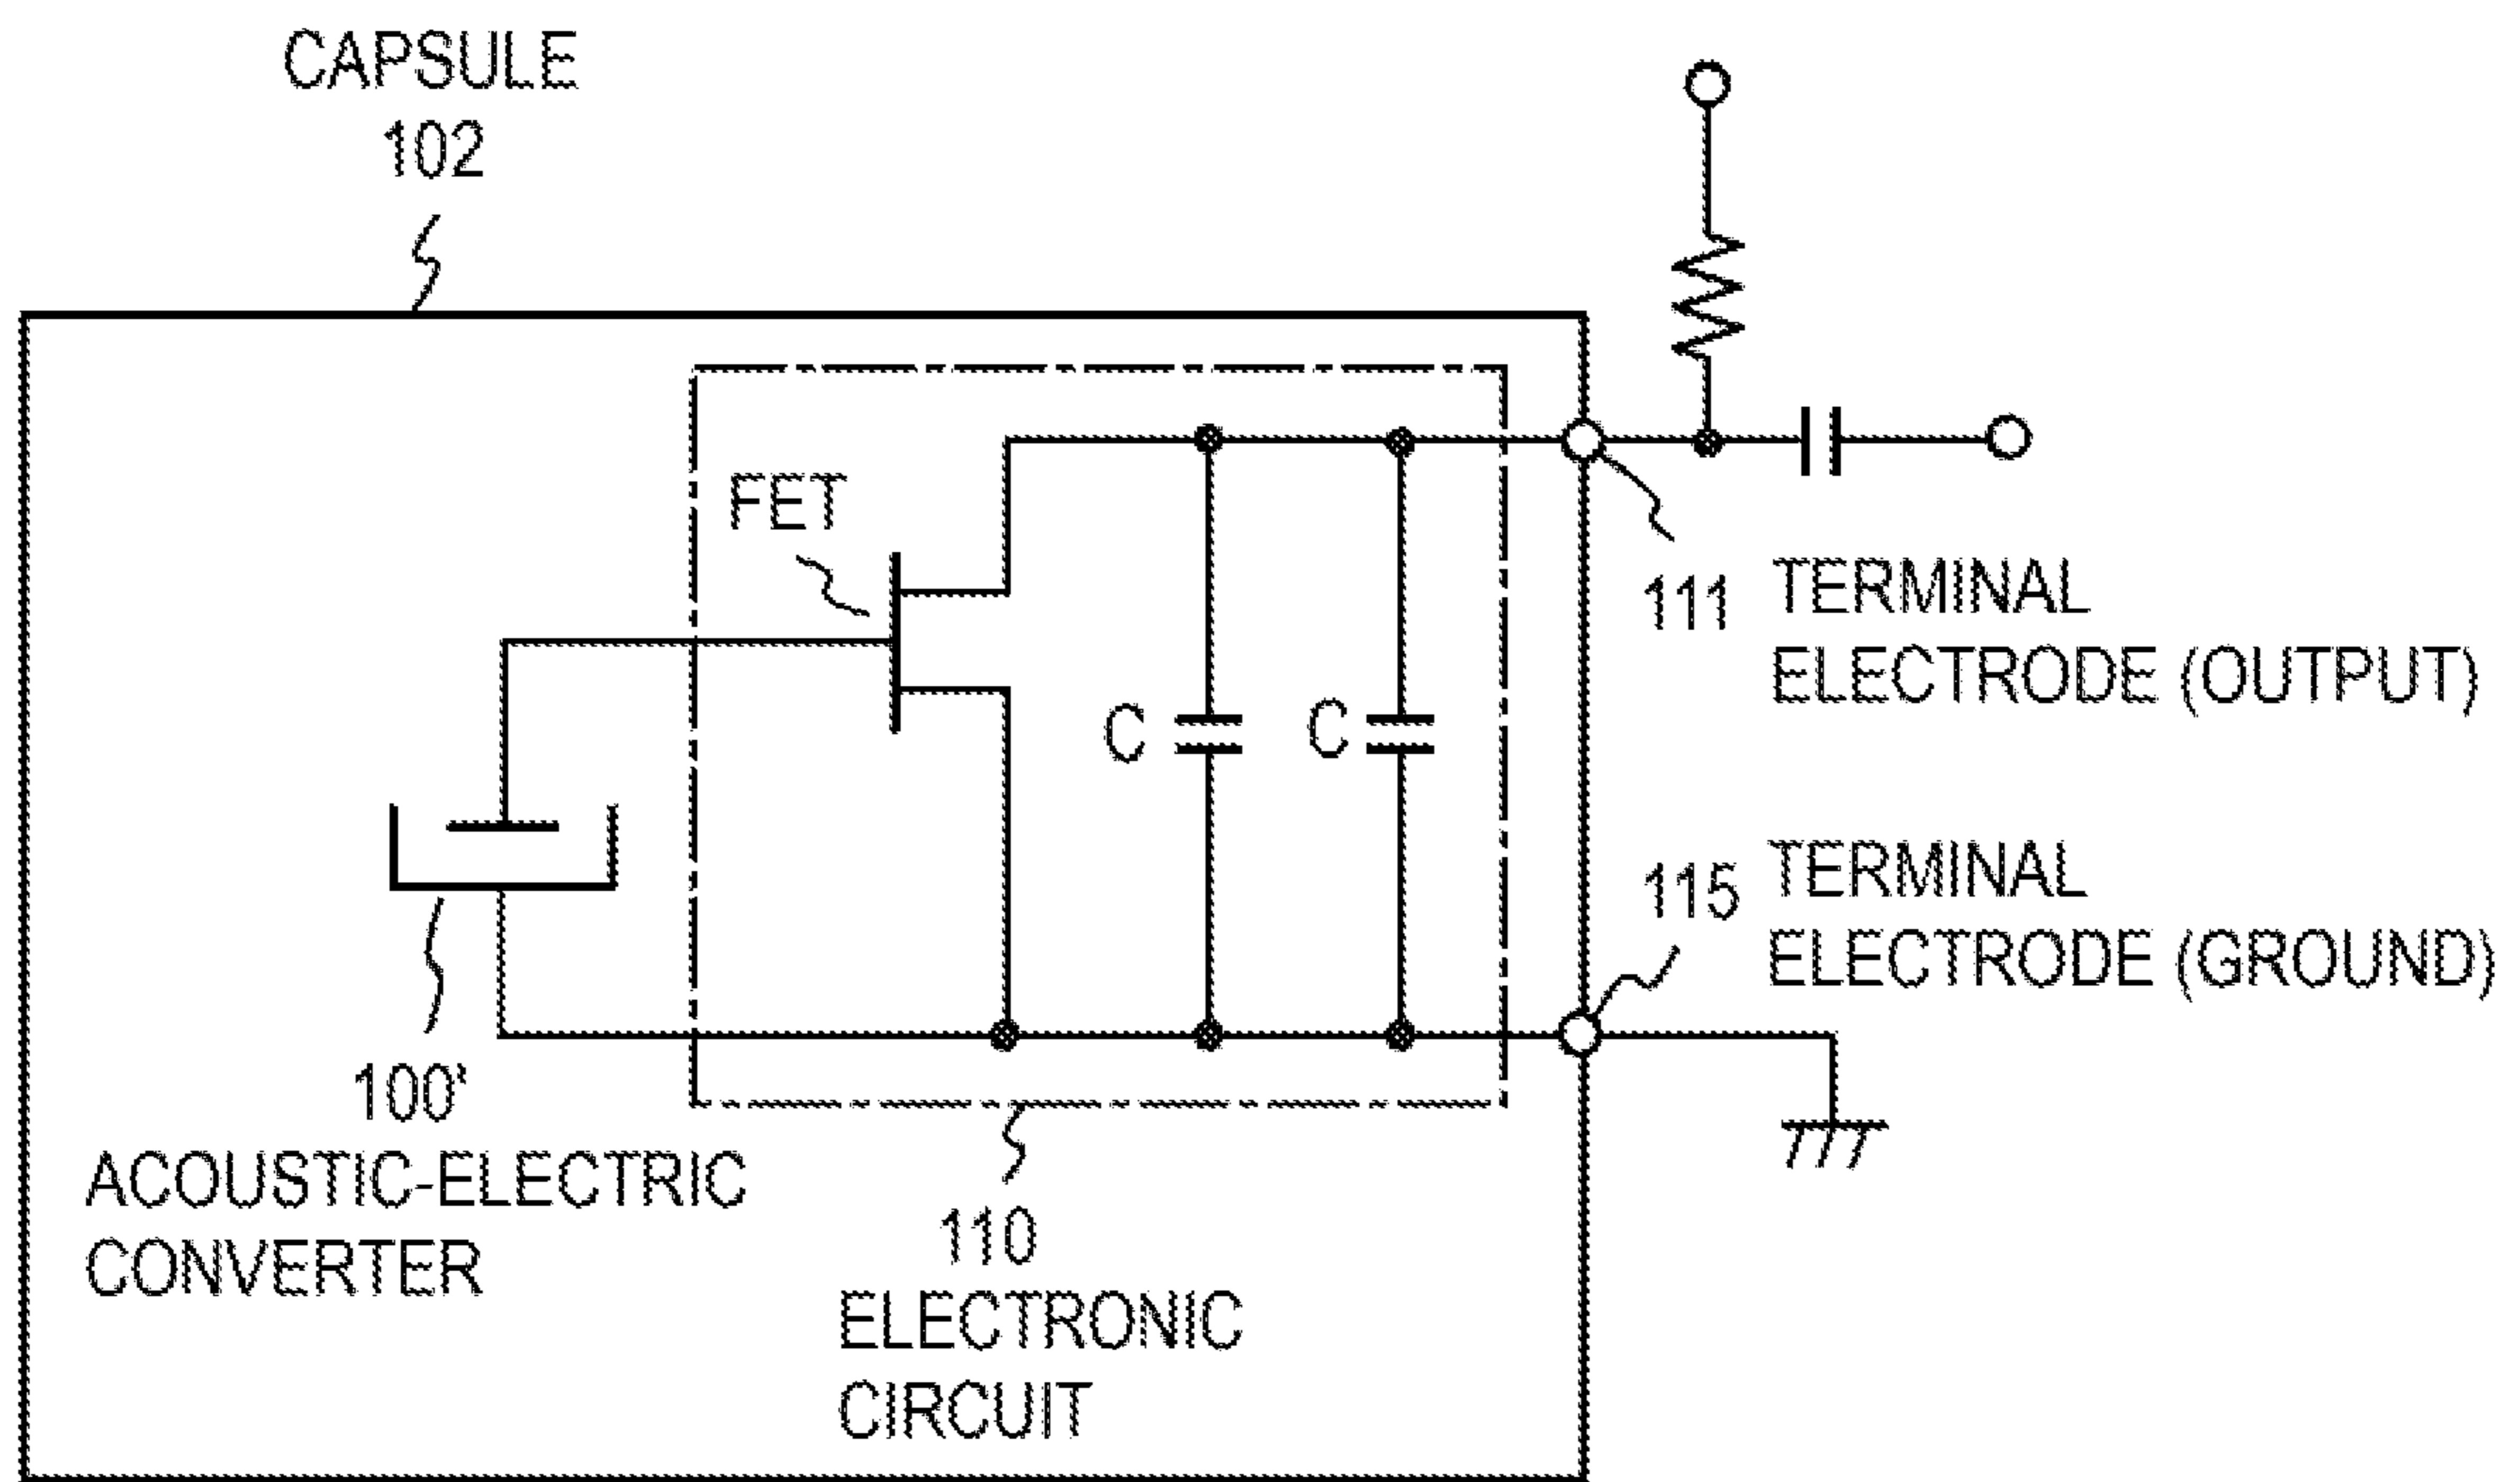 CAPSULE
102
FET
C
C
111
TERMINAL
ELECTRODE (OUTPUT)
115
TERMINAL
ELECTRODE (GROUND)
100'
ACOUSTIC-ELECTRIC
CONVERTER
110
ELECTRONIC
CIRCUIT